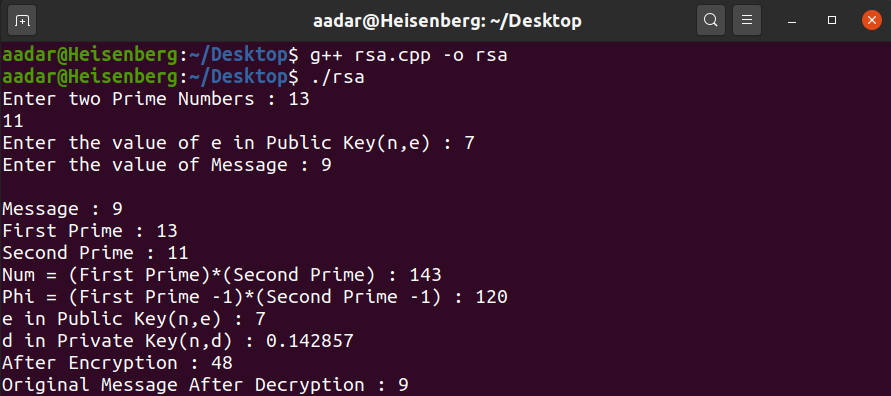 aadar@Heisenberg: ~/Desktop
aadar@Heisenberg:~/Desktop$ g++ rsa.cpp -o rsa
aadar@Heisenberg:~/Desktop$ ./rsa
Enter two Prime Numbers : 13
11
Enter the value of e in Public Key(n,e) : 7
Enter the value of Message : 9
Message : 9
First Prime : 13
Second Prime : 11
Num = (First Prime)*(Second Prime) : 143
Phi = (First Prime -1)*(Second Prime -1) : 120
e in Public Key(n,e) : 7
d in Private Key(n,d) : 0.142857
After Encryption : 48
Original Message After Decryption : 9